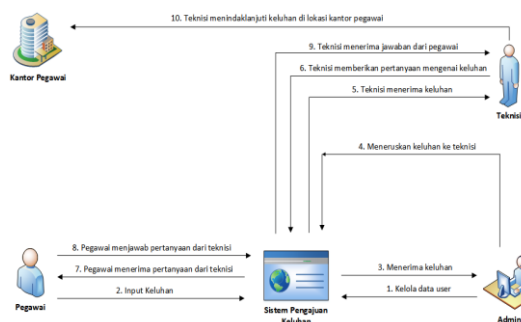 10. Teknisi menindaklanjuti keluhan di lokasi kantor pegawai
Kantor Pegawai
9. Teknisi menerima jawaban dari pegawai
6. Teknisi memberikan pertanyaan mengenai keluhan
5. Teknisi menerima keluhan
Teknisi
4. Meneruskan keluhan ke teknisi
8. Pegawai menjawab pertanyaan dari teknisi
7. Pegawai menerima pertanyaan dari teknisi
2. Input Keluhan
Pegawai
3. Menerima keluhan
1. Kelola data user
Sistem Pengajuan
Keluhan
Admin